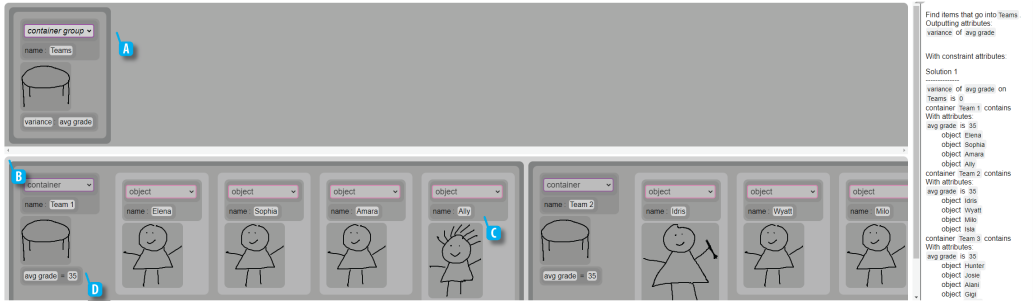 container group
name : Teams
variance avg grade
A
B
container
name : Team 1
avg grade = 35
D
object
name : Elena
object
name : Sophia
object
name : Amara
object
name : Ally
C
container
name : Team 2
avg grade = 35
object
name : Idris
object
name : Wyatt
object
name : Milo
Find items that go into Teams
Outputting attributes:
variance of avg grade
With constraint attributes:
Solution 1
--------------
variance of avg grade on
Teams is 0
container Team 1 contains
With attributes:
avg grade is 35
object Elena
object Sophia
object Amara
object Ally
container Team 2 contains
With attributes:
avg grade is 35
object Idris
object Wyatt
object Milo
object Isla
container Team 3 contains
With attributes:
avg grade is 35
object Hunter
object Josie
object Alani
object Gigi